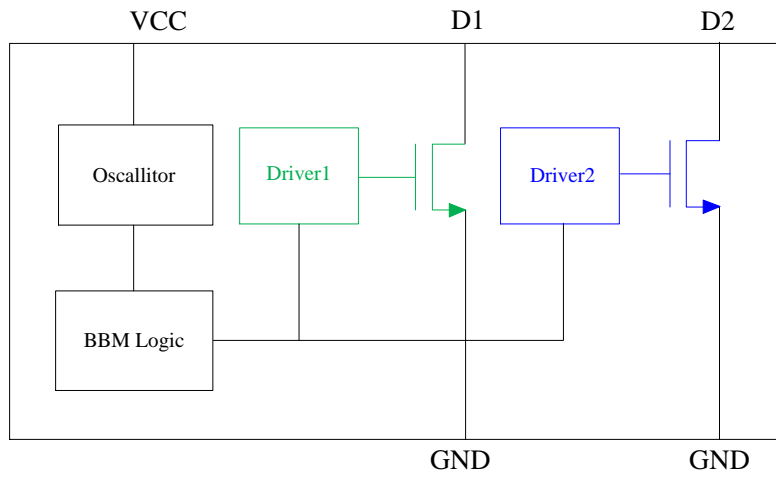 VCC
D1
D2
Oscallitor
Driver1
Driver2
BBM Logic
GND
GND